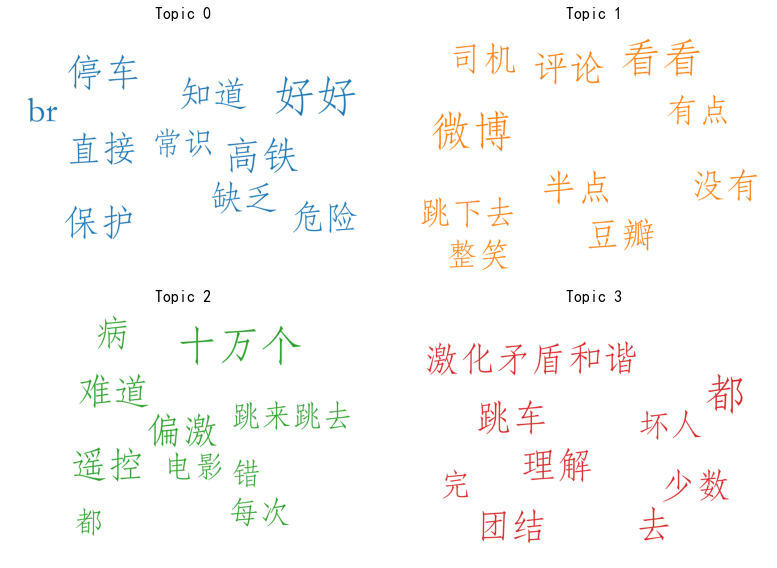 Topic 0
停车
br
知道
好好
直接
常识
高铁
缺乏
保护
危险
Topic 1
司机
评论
看看
有点
微博
半点
没有
跳下去
豆瓣
整笑
Topic 2
病
十万个
难道
偏激
跳来跳去
遥控
电影
错
都
每次
Topic 3
激化矛盾和谐
都
跳车
坏人
理解
完
少数
团结
去